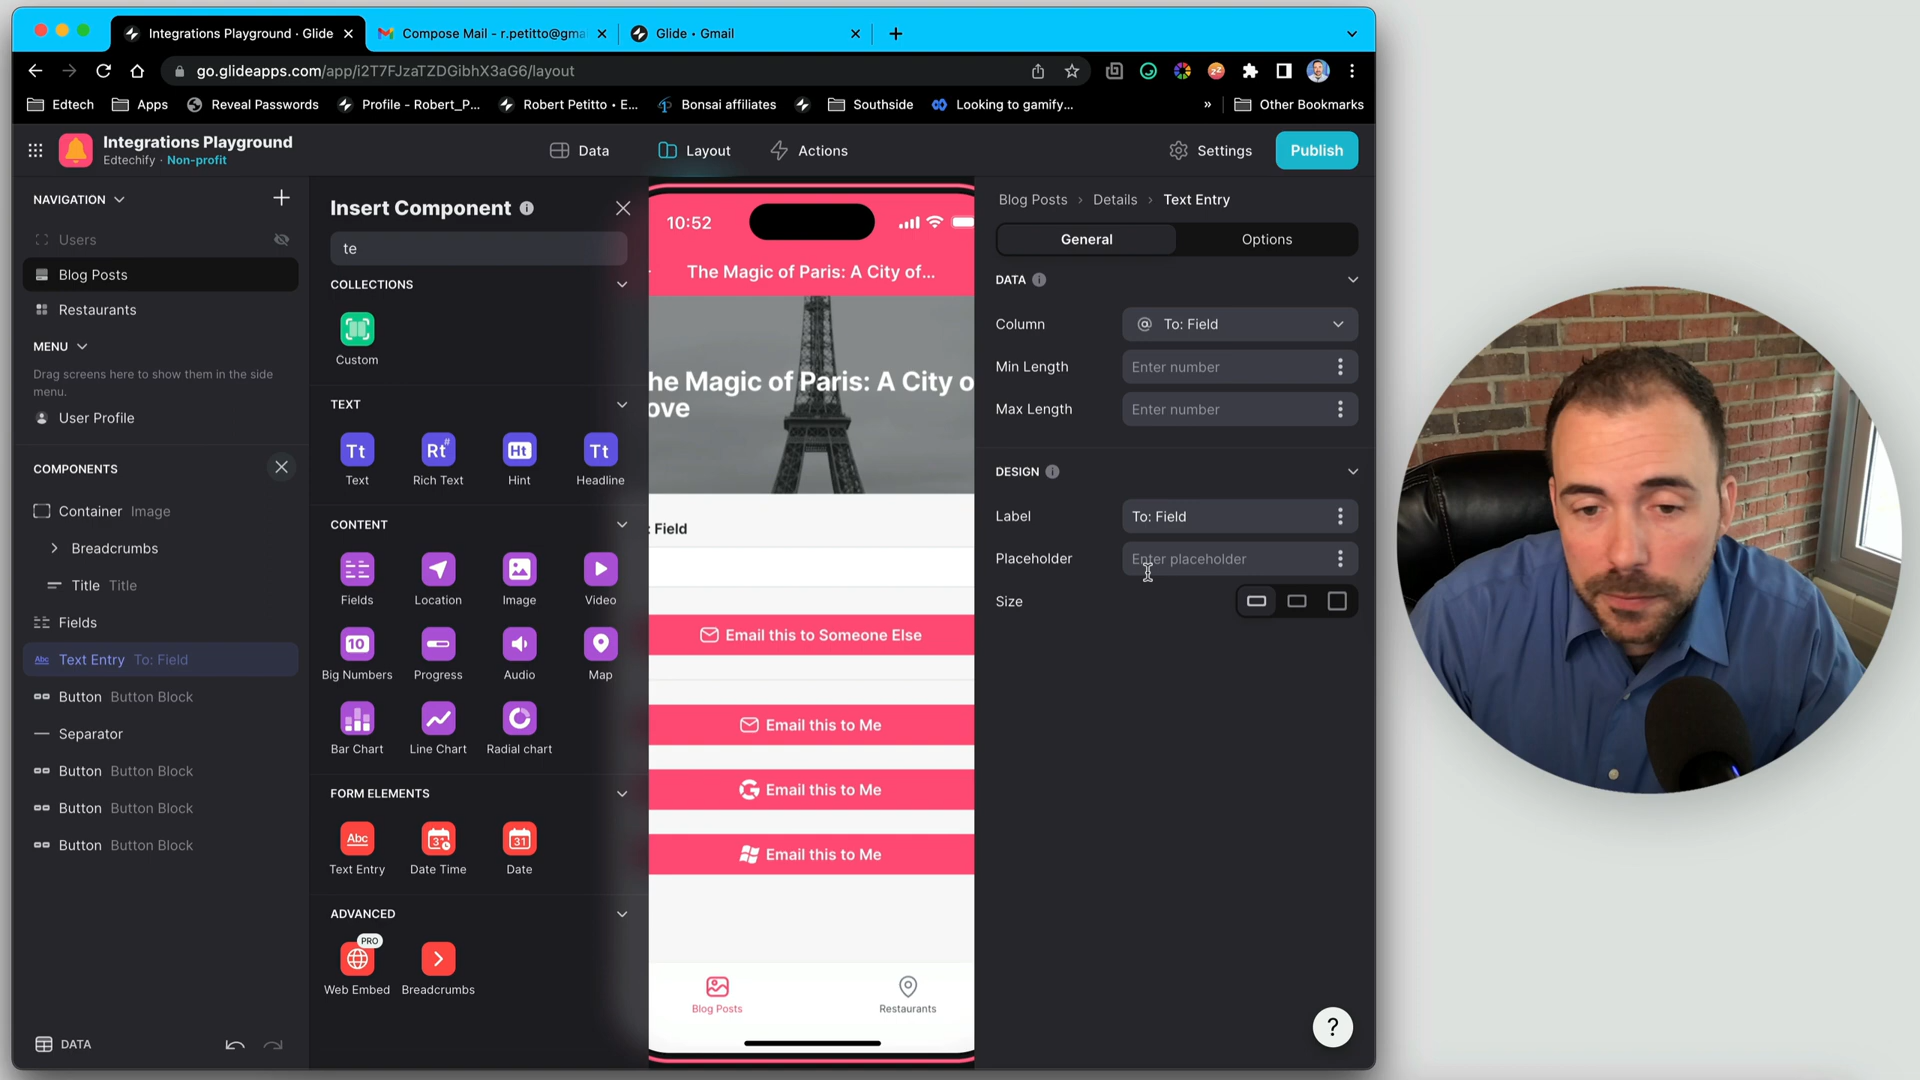 Integrations Playground · Glide
Compose Mail - r.petitto@gma
Glide • Gmail
go.glideapps.com/app/i2T7FJzaTZDGibhX3aG6/layout
Edtech
Apps
Reveal Passwords
Profile - Robert_P...
Robert Petitto • E...
Bonsai affiliates
Southside
Looking to gamify...
»
Other Bookmarks
Integrations Playground
Edtechify · Non-profit
Data
Layout
Actions
Settings
Publish
NAVIGATION
Users
Blog Posts
Restaurants
MENU
Drag screens here to show them in the side
menu.
User Profile
COMPONENTS
Container Image
Breadcrumbs
Title Title
Fields
Text Entry To: Field
Button Button Block
Separator
Button Button Block
Button Button Block
Button Button Block
DATA
Insert Component
te
COLLECTIONS
Custom
TEXT
Tt
Rt#
Ht
Tt
Text
Rich Text
Hint
Headline
CONTENT
Fields
Location
Image
Video
10
Big Numbers
Progress
Audio
Map
Bar Chart
Line Chart
Radial chart
FORM ELEMENTS
Abc
31
Text Entry
Date Time
Date
ADVANCED
PRO
Web Embed
Breadcrumbs
10:52
The Magic of Paris: A City of...
he Magic of Paris: A City o
ove
: Field
Email this to Someone Else
Email this to Me
Email this to Me
Email this to Me
Blog Posts
Restaurants
Blog Posts › Details › Text Entry
General
Options
DATA
Column
@ To: Field
Min Length
Enter number
Max Length
Enter number
DESIGN
Label
To: Field
Placeholder
Enter placeholder
Size
?